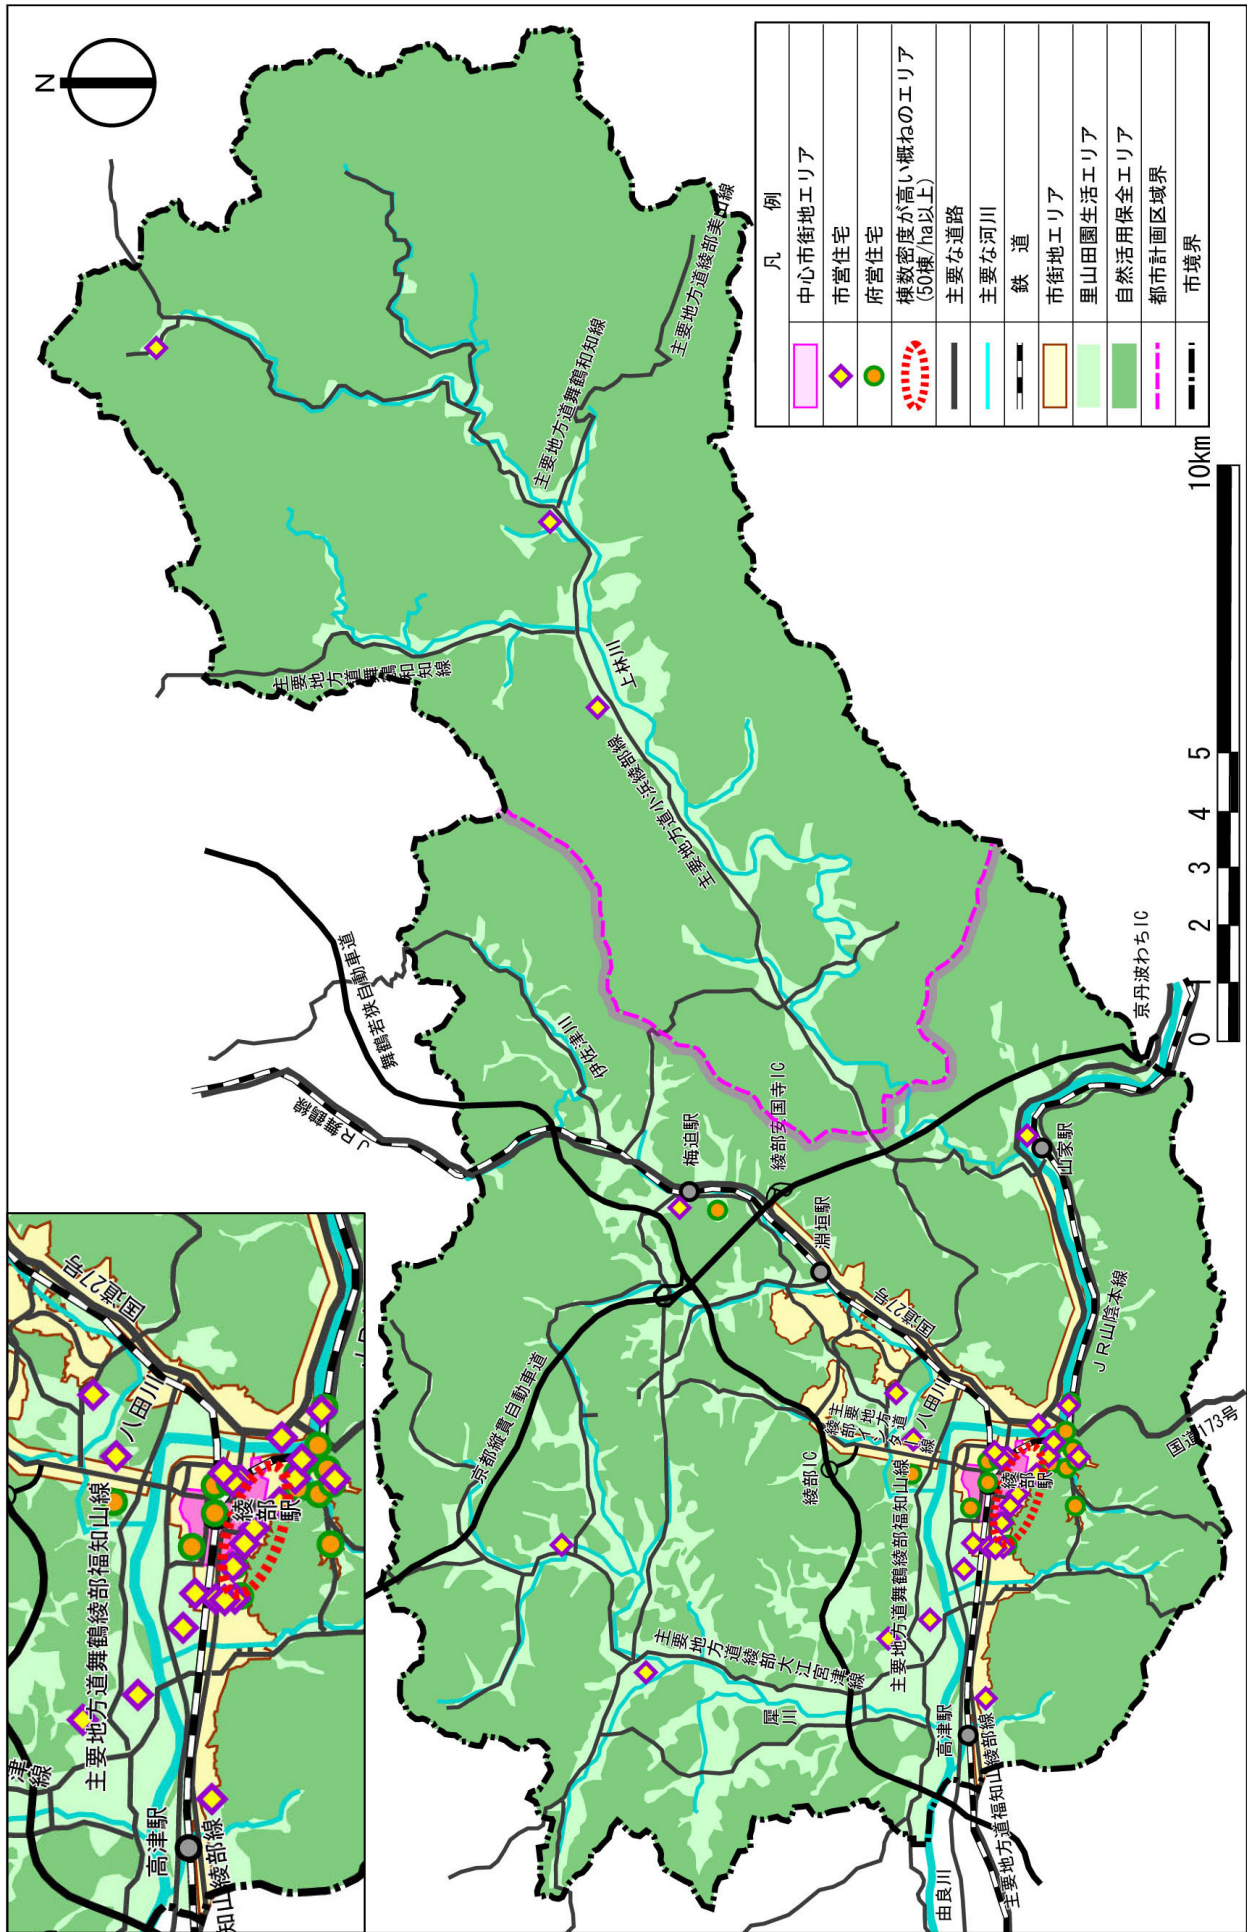 N
凡　例
中心市街地エリア
市営住宅
府営住宅
棟数密度が高い概ねのエリア
(50棟/ha以上)
主要な道路
主要な河川
鉄　道
市街地エリア
里山田園生活エリア
自然活用保全エリア
都市計画区域界
市境界
0 1 2 3 4 5 10km
主要地方道綾部美山線
主要地方道舞鶴和知線
主要地方道舞鶴和知線
上林川
主要地方道小浜綾部線
舞鶴若狭自動車道
JR舞鶴線
伊佐津川
梅迫駅
綾部安国寺IC
淵垣駅
国道27号
京丹波わちIC
山家駅
JR山陰本線
国道173号
京都縦貫自動車道
主要地方道
綾部インター線
八田川
綾部IC
主要地方道舞鶴綾部福知山線
綾部駅
主要地方道綾部大江宮津線
犀川
高津駅
主要地方道福知山綾部線
由良川
国道27号
八田川
主要地方道舞鶴綾部福知山線
綾部駅
津線
高津駅
知山綾部線